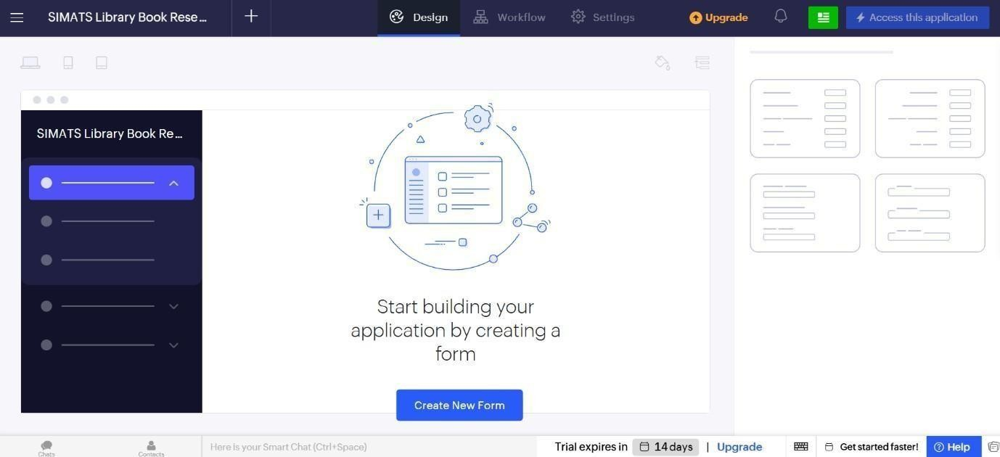 SIMATS Library Book Rese...
Design
Workflow
Settings
Upgrade
Access this application
SIMATS Library Book Re...
Start building your
application by creating a
form
Create New Form
Chats
Contacts
Here is your Smart Chat (Ctrl+Space)
Trial expires in 14 days | Upgrade
Get started faster!
Help